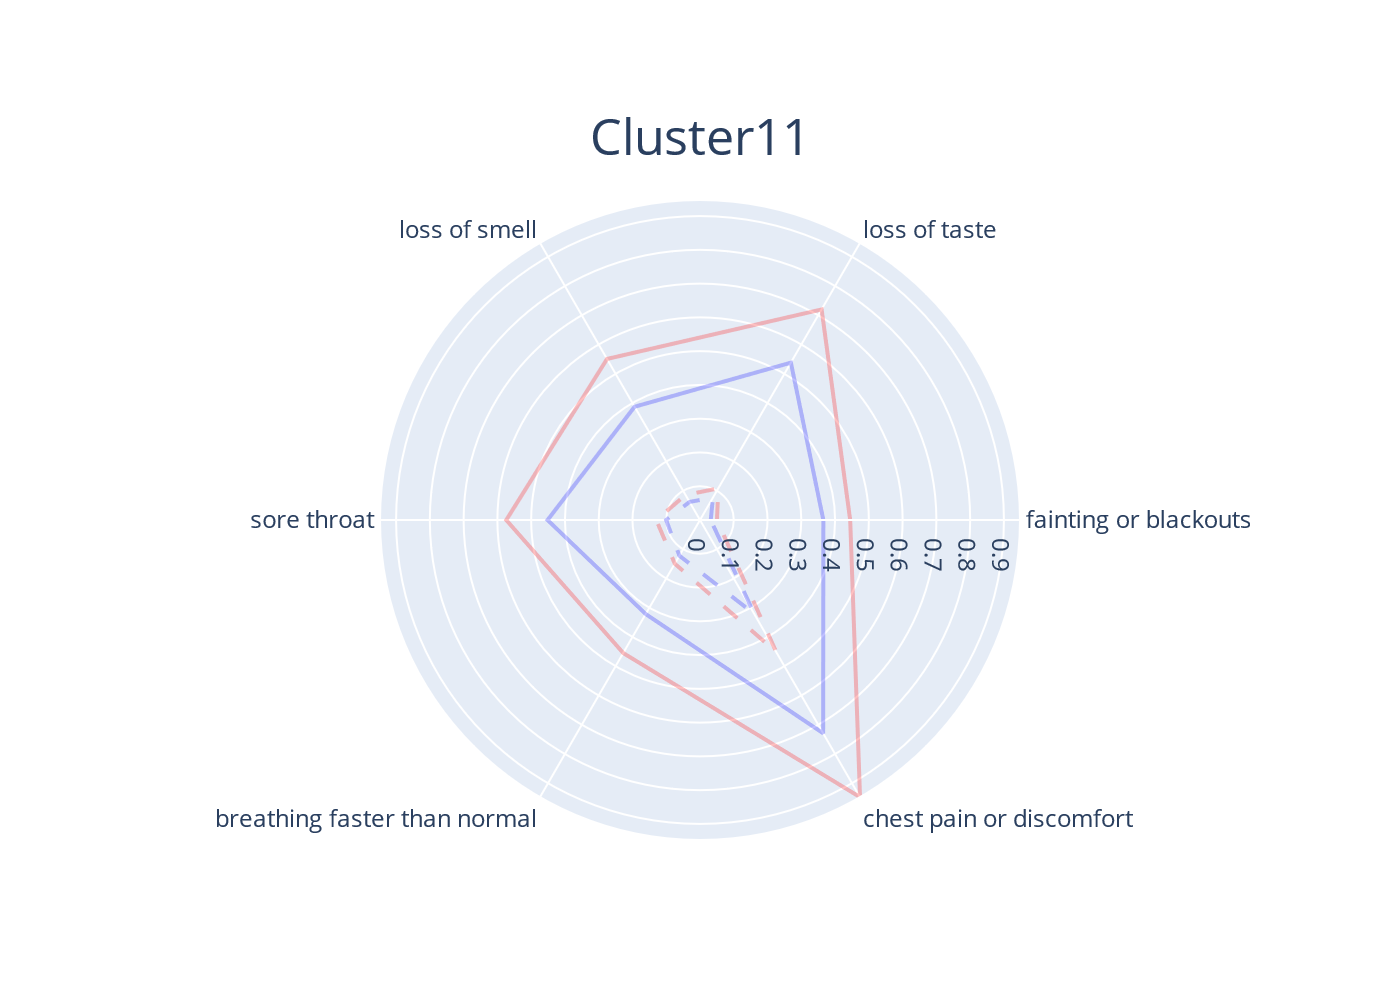 Cluster11
loss of smell
loss of taste
sore throat
fainting or blackouts
0
0.1
0.2
0.3
0.4
0.5
0.6
0.7
0.8
0.9
breathing faster than normal
chest pain or discomfort